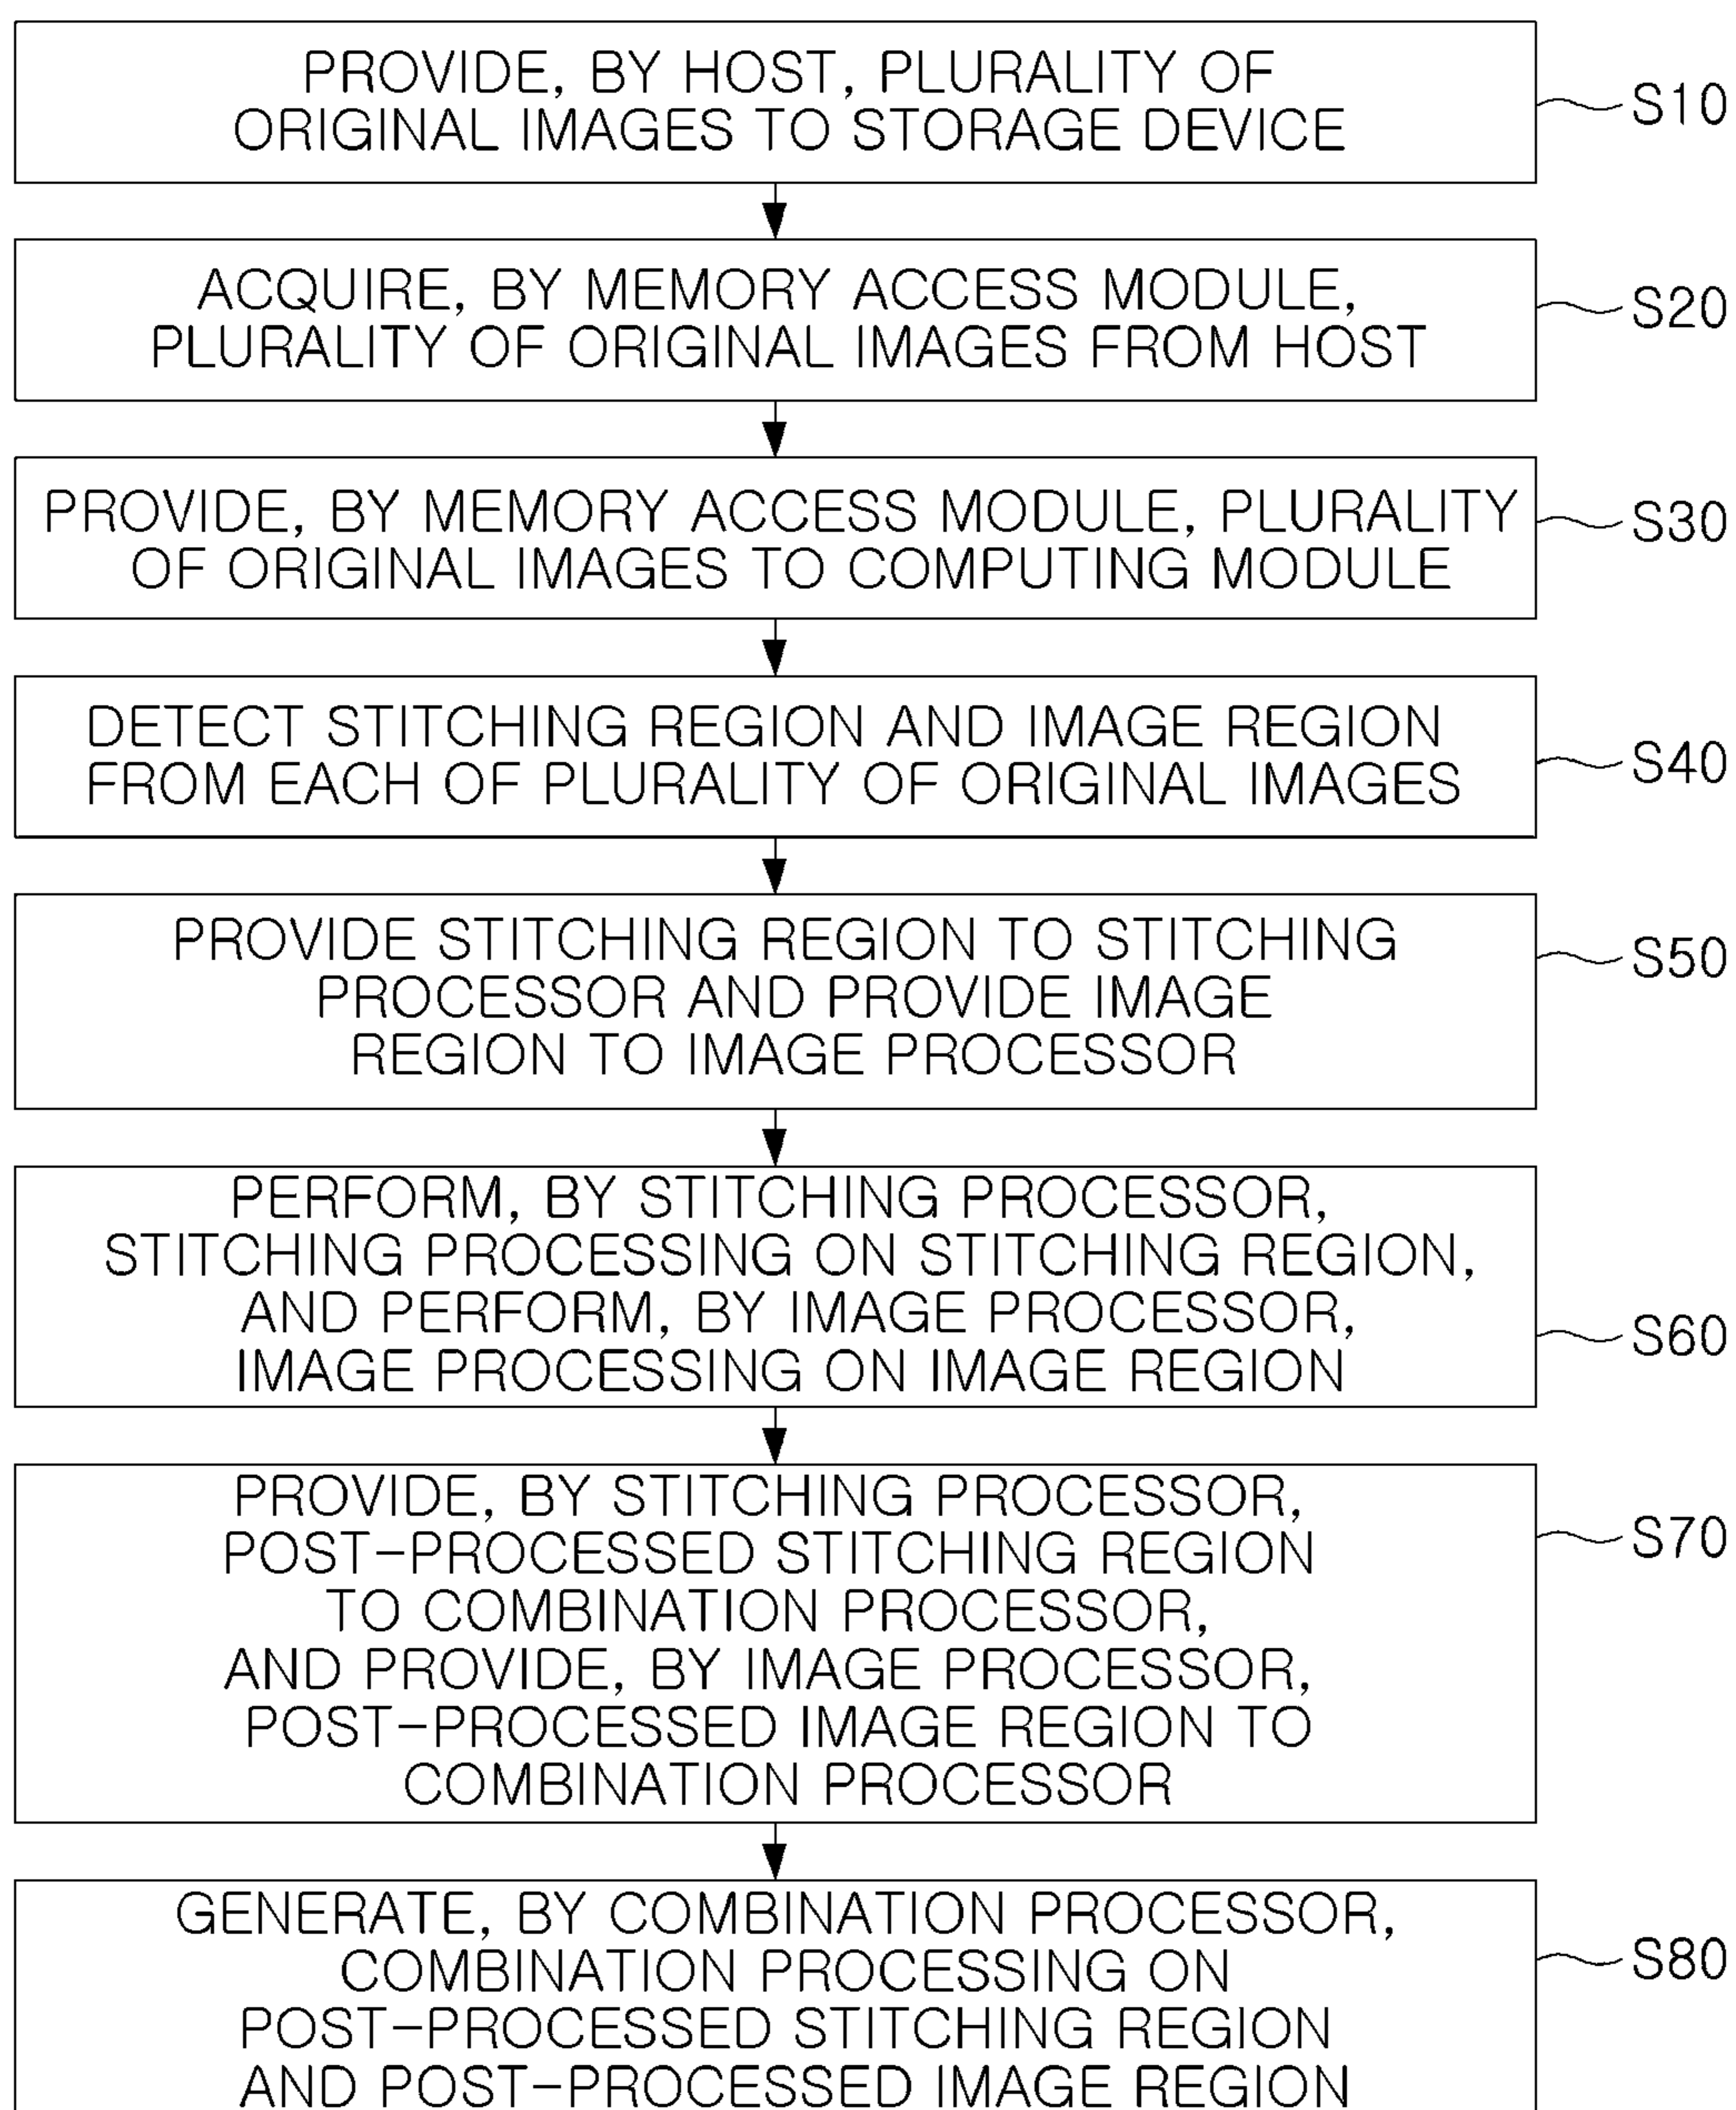 PROVIDE, BY HOST, PLURALITY OF
ORIGINAL IMAGES TO STORAGE DEVICE
S10
ACQUIRE, BY MEMORY ACCESS MODULE,
PLURALITY OF ORIGINAL IMAGES FROM HOST
S20
PROVIDE, BY MEMORY ACCESS MODULE, PLURALITY
OF ORIGINAL IMAGES TO COMPUTING MODULE
S30
DETECT STITCHING REGION AND IMAGE REGION
FROM EACH OF PLURALITY OF ORIGINAL IMAGES
S40
PROVIDE STITCHING REGION TO STITCHING
PROCESSOR AND PROVIDE IMAGE
REGION TO IMAGE PROCESSOR
S50
PERFORM, BY STITCHING PROCESSOR,
STITCHING PROCESSING ON STITCHING REGION,
AND PERFORM, BY IMAGE PROCESSOR,
IMAGE PROCESSING ON IMAGE REGION
S60
PROVIDE, BY STITCHING PROCESSOR,
POST-PROCESSED STITCHING REGION
TO COMBINATION PROCESSOR,
AND PROVIDE, BY IMAGE PROCESSOR,
POST-PROCESSED IMAGE REGION TO
COMBINATION PROCESSOR
S70
GENERATE, BY COMBINATION PROCESSOR,
COMBINATION PROCESSING ON
POST-PROCESSED STITCHING REGION
AND POST-PROCESSED IMAGE REGION
S80